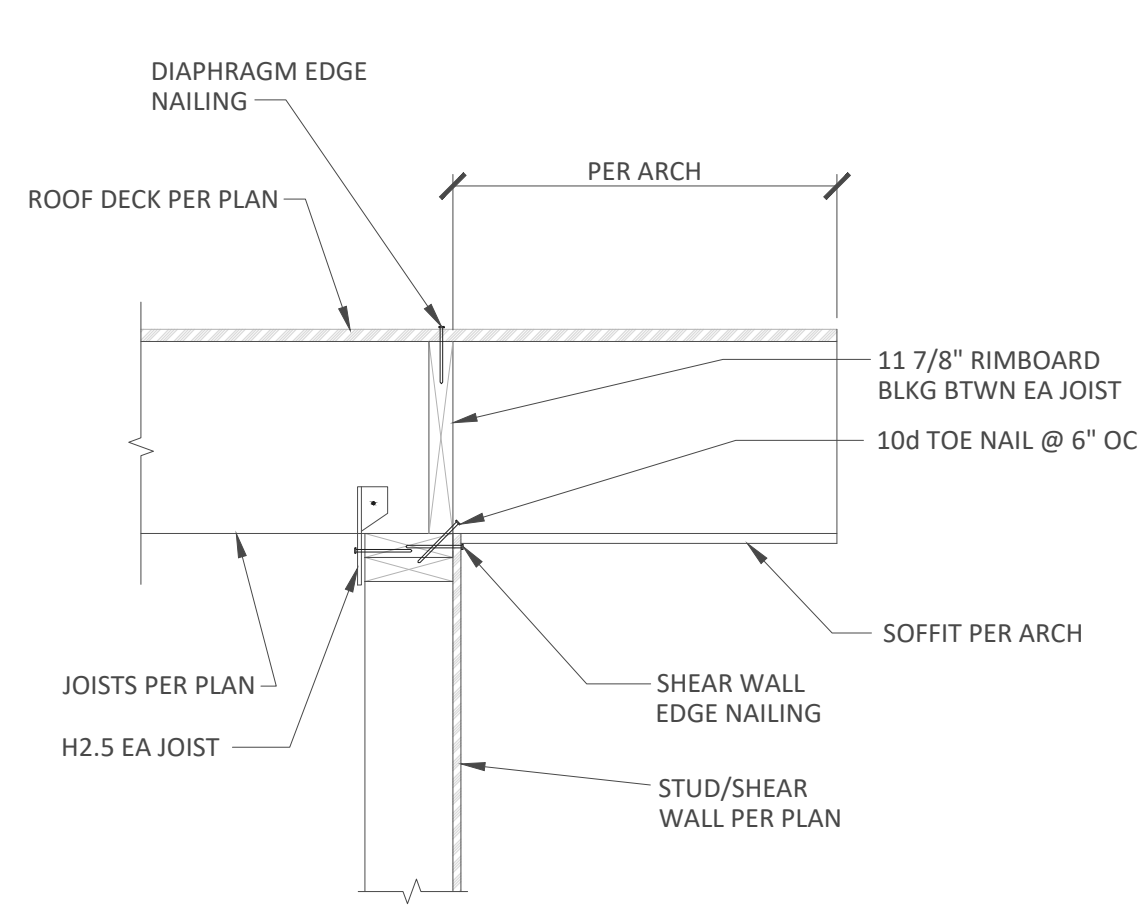 DIAPHRAGM EDGE
NAILING
PER ARCH
ROOF DECK PER PLAN
11 7/8" RIMBOARD
BLKG BTWN EA JOIST
10d TOE NAIL @ 6" OC
SOFFIT PER ARCH
JOISTS PER PLAN
SHEAR WALL
EDGE NAILING
H2.5 EA JOIST
STUD/SHEAR
WALL PER PLAN